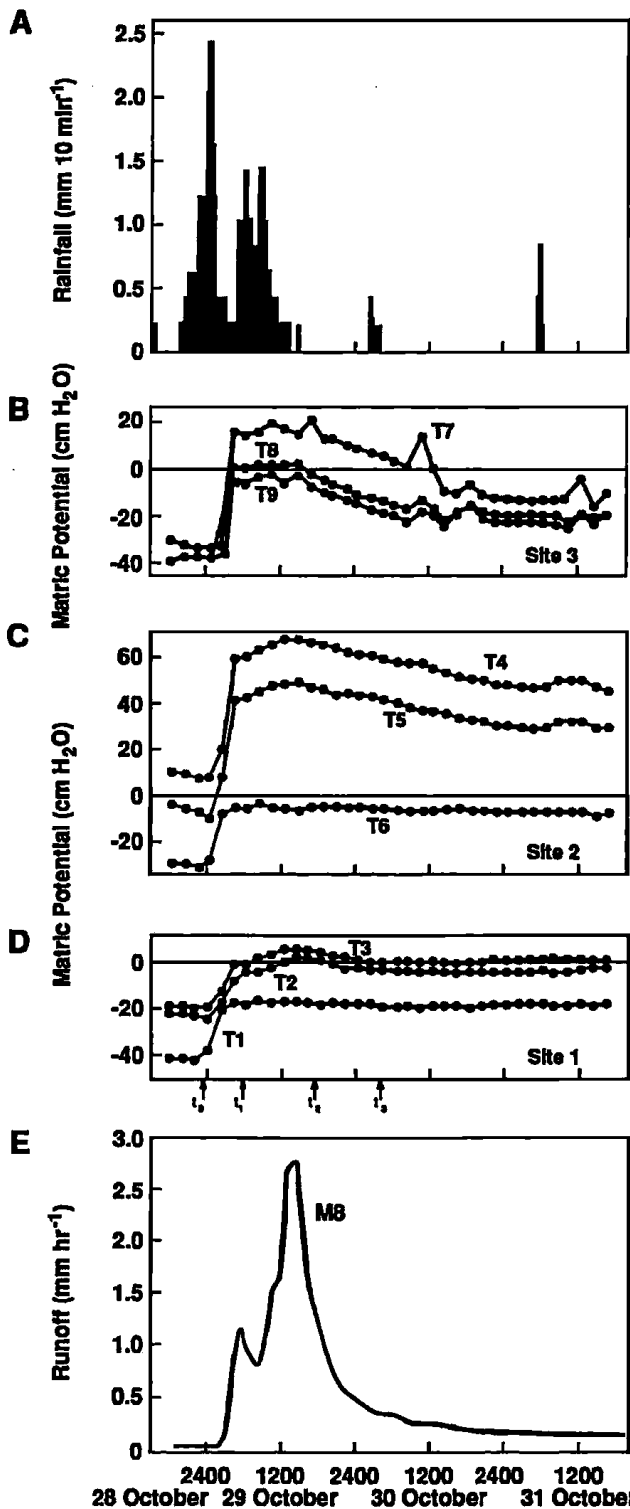 A
Rainfall (mm 10 min-1)
2.5
2.0
1.5
1.0
0.5
0
B
Matric Potential (cm H2O)
20
0
-20
-40
T7
T8
T9
Site 3
C
Matric Potential (cm H2O)
60
40
20
0
-20
T4
T5
T6
Site 2
D
0
-20
-40
T3
T2
T1
Site 1
t1
t2
t3
E
Runoff (mm hr-1)
3.0
2.5
2.0
1.5
1.0
0.5
0
M8
2400 1200 2400 1200 2400 1200
28 October 29 October 30 October 31 October